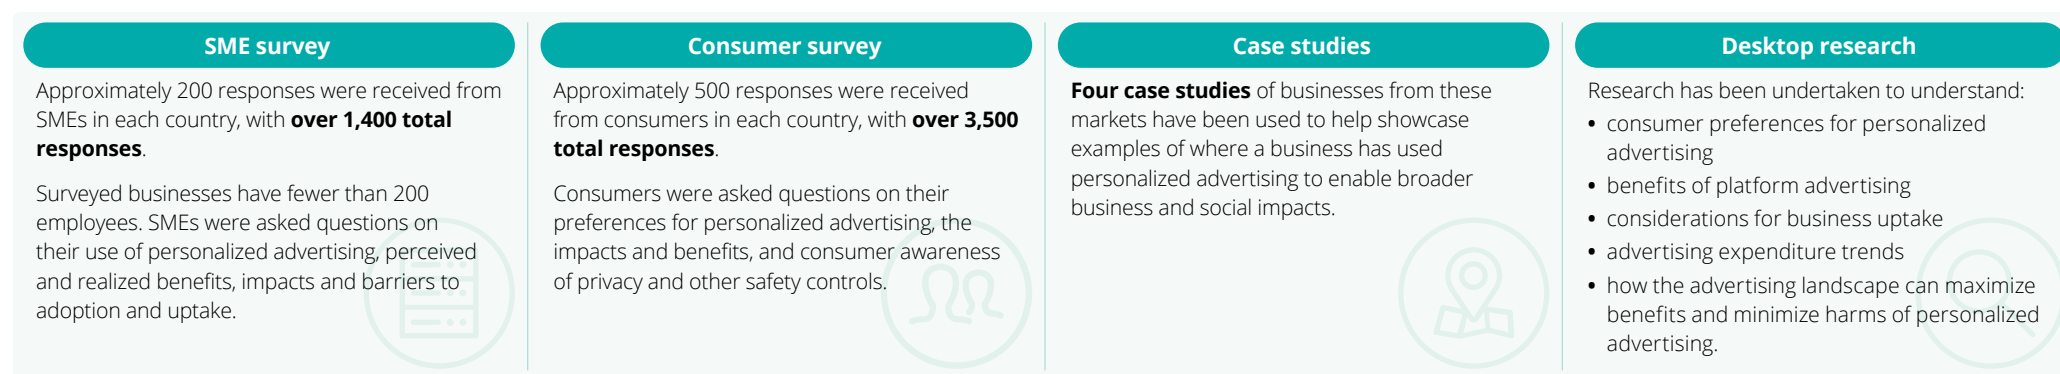 SME survey
Approximately 200 responses were received from
SMEs in each country, with over 1,400 total
responses.
Surveyed businesses have fewer than 200
employees. SMEs were asked questions on
their use of personalized advertising, perceived
and realized benefits, impacts and barriers to
adoption and uptake.
Consumer survey
Approximately 500 responses were received
from consumers in each country, with over 3,500
total responses.
Consumers were asked questions on their
preferences for personalized advertising, the
impacts and benefits, and consumer awareness
of privacy and other safety controls.
Case studies
Four case studies of businesses from these
markets have been used to help showcase
examples of where a business has used
personalized advertising to enable broader
business and social impacts.
Desktop research
Research has been undertaken to understand:
• consumer preferences for personalized
advertising
• benefits of platform advertising
• considerations for business uptake
• advertising expenditure trends
• how the advertising landscape can maximize
benefits and minimize harms of personalized
advertising.